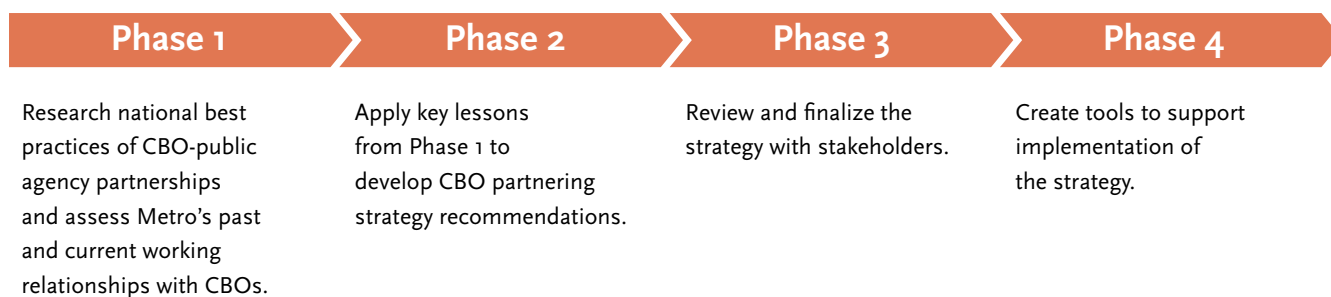 Phase 1
Research national best
practices of CBO-public
agency partnerships
and assess Metro’s past
and current working
relationships with CBOs.
Phase 2
Apply key lessons
from Phase 1 to
develop CBO partnering
strategy recommendations.
Phase 3
Review and finalize the
strategy with stakeholders.
Phase 4
Create tools to support
implementation of
the strategy.